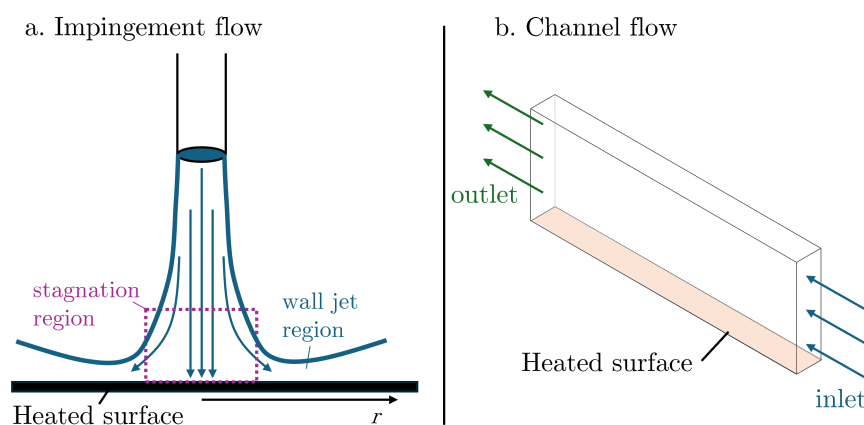 a. Impingement flow
stagnation
region
wall jet
region
Heated surface
r
b. Channel flow
outlet
Heated surface
inlet